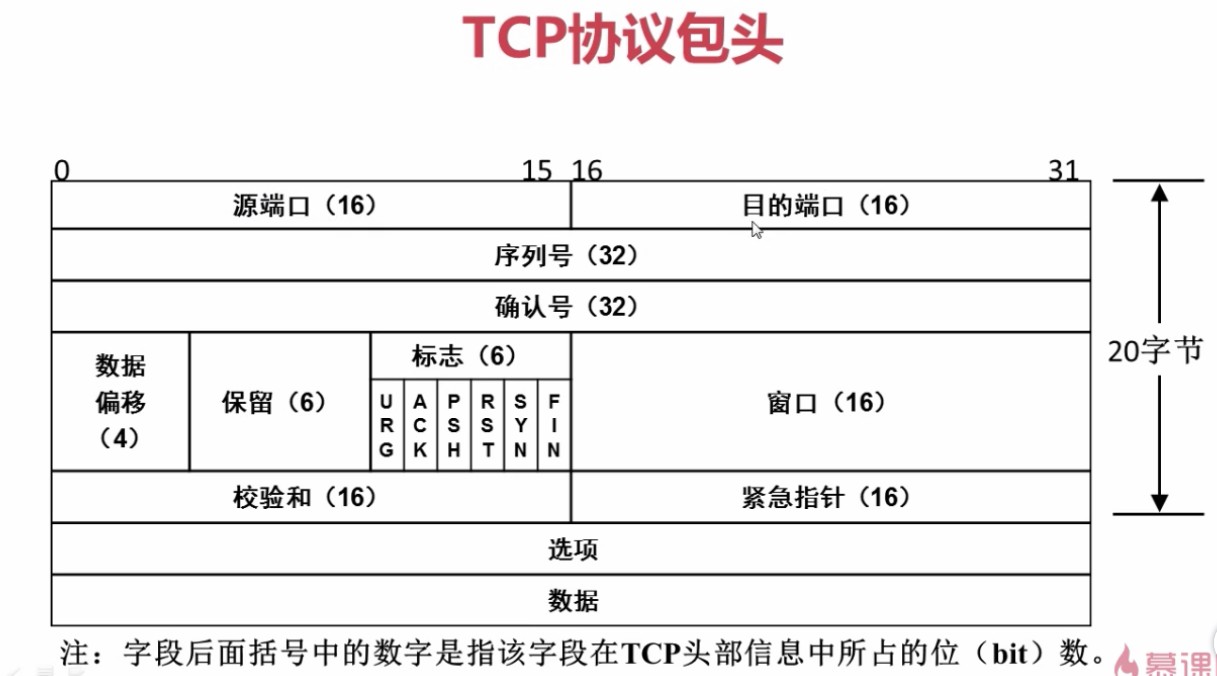 TCP协议包头
0 15 16 31
源端口（16） 目的端口（16）
序列号（32）
确认号（32）
数据偏移（4） 保留（6） 标志（6） 窗口（16）
URG ACK PSH RST SYN FIN
20字节
校验和（16） 紧急指针（16）
选项
数据
注：字段后面括号中的数字是指该字段在TCP头部信息中所占的位（bit）数。
慕课